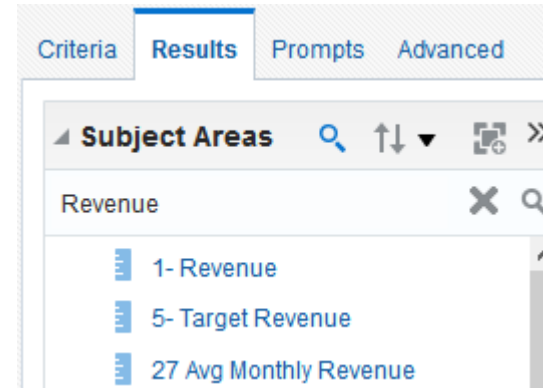 Criteria Results Prompts Advanced
Subject Areas
Revenue
1- Revenue
5- Target Revenue
27 Avg Monthly Revenue